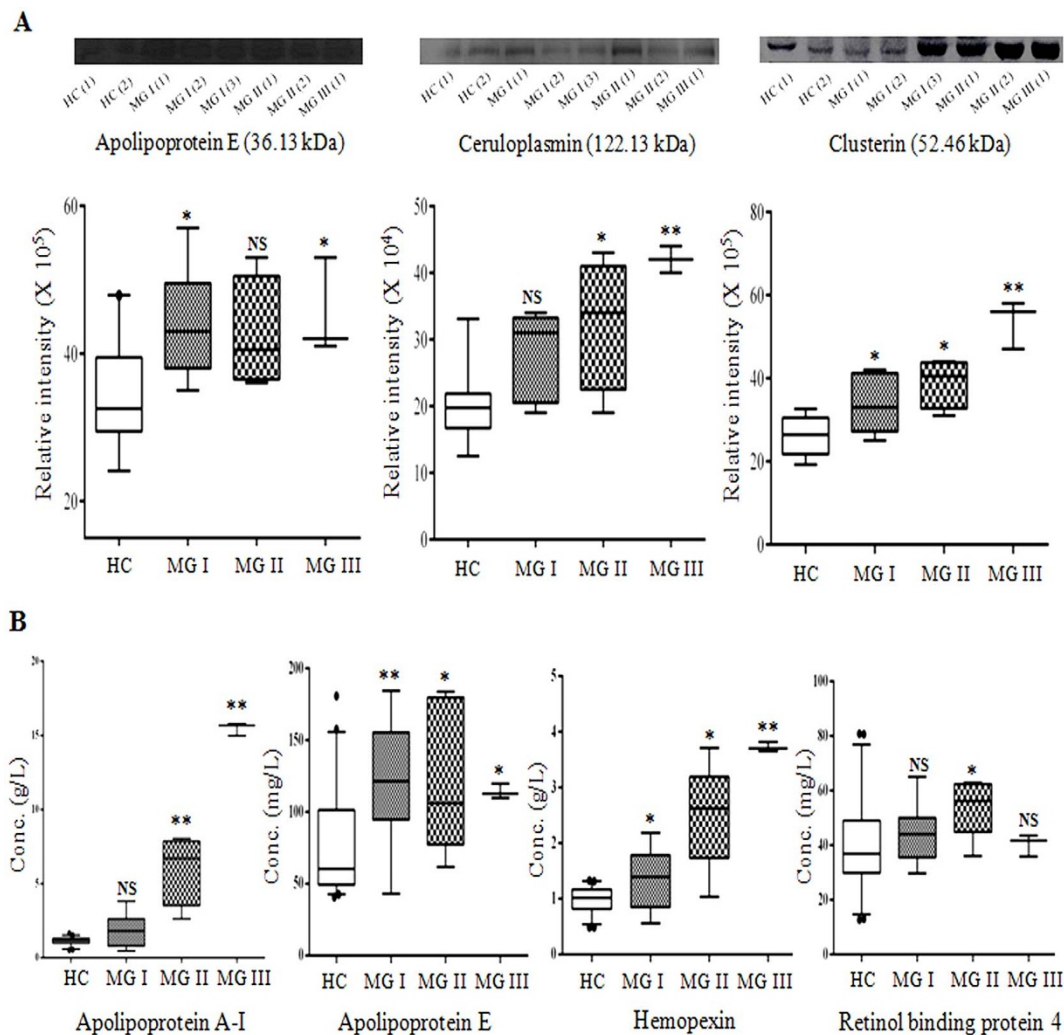 A
HC (1) HC (2) MG I (1) MG I (2) MG I (3) MG II (1) MG II (2) MG III (1)
Apolipoprotein E (36.13 kDa)
HC (1) HC (2) MG I (1) MG I (2) MG I (3) MG II (1) MG II (2) MG III (1)
Ceruloplasmin (122.13 kDa)
HC (1) HC (2) MG I (1) MG I (2) MG I (3) MG II (1) MG II (2) MG III (1)
Clusterin (52.46 kDa)
Relative intensity (X 10⁵)
60
40
20
*
NS
*
HC MG I MG II MG III
Relative intensity (X 10⁴)
50
40
30
20
10
0
NS
*
**
HC MG I MG II MG III
Relative intensity (X 10⁵)
80
60
40
20
0
*
*
**
HC MG I MG II MG III
B
Conc. (g/L)
20
15
10
5
0
NS
**
**
HC MG I MG II MG III
Apolipoprotein A-I
Conc. (mg/L)
200
150
100
50
0
**
*
*
HC MG I MG II MG III
Apolipoprotein E
Conc. (g/L)
5
4
3
2
1
0
*
*
**
HC MG I MG II MG III
Hemopexin
Conc. (mg/L)
100
80
60
40
20
0
NS
*
NS
HC MG I MG II MG III
Retinol binding protein 4